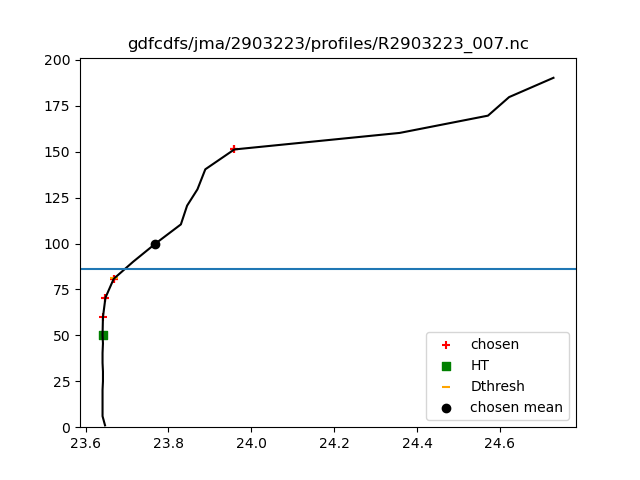 gdfcdfs/jma/2903223/profiles/R2903223_007.nc
200
175
150
125
100
75
50
25
0
23.6 23.8 24.0 24.2 24.4 24.6
chosen
HT
Dthresh
chosen mean